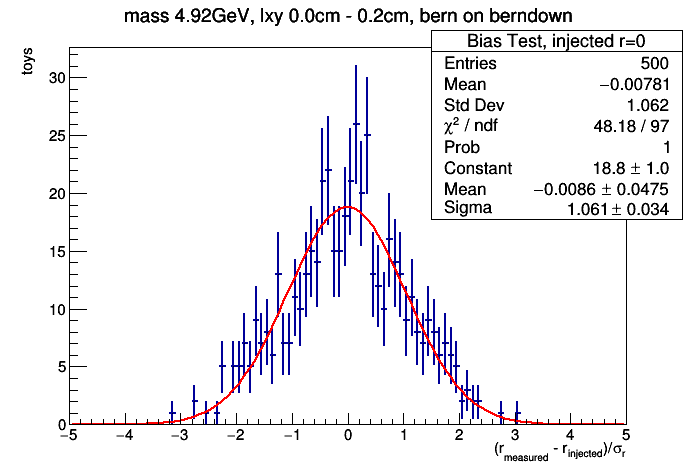 mass 4.92GeV, lxy 0.0cm - 0.2cm, bern on berndown
toys
Bias Test, injected r=0
Entries 500
Mean −0.00781
Std Dev 1.062
χ² / ndf 48.18 / 97
Prob 1
Constant 18.8 ± 1.0
Mean −0.0086 ± 0.0475
Sigma 1.061 ± 0.034
30
25
20
15
10
5
0
−5 −4 −3 −2 −1 0 1 2 3 4 5
(r_measured - r_injected)/σ_r